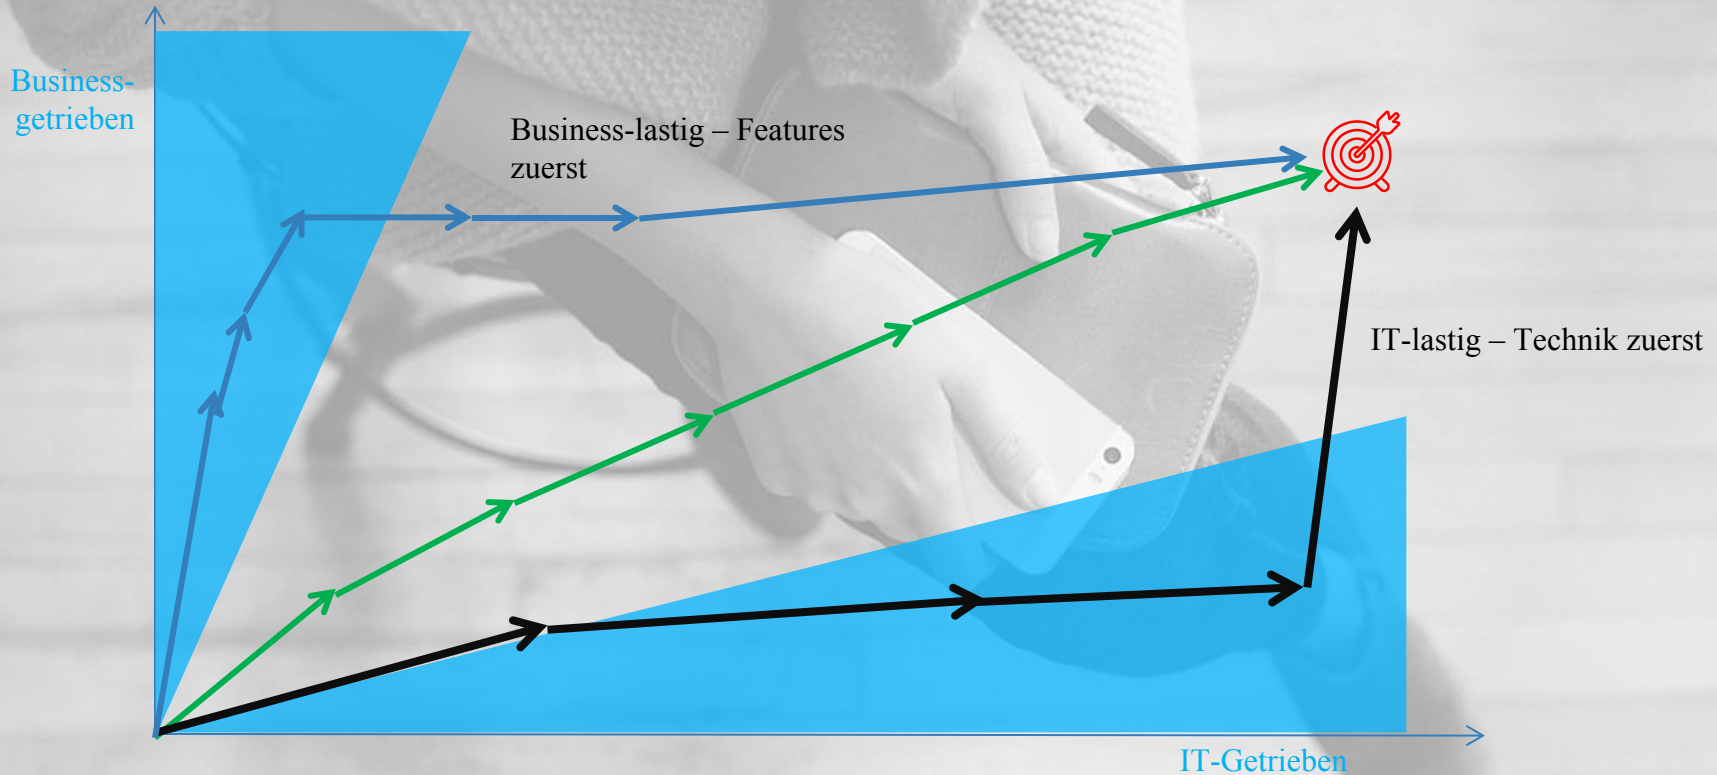 Business-
getrieben
Business-lastig – Features
zuerst
IT-lastig – Technik zuerst
IT-Getrieben